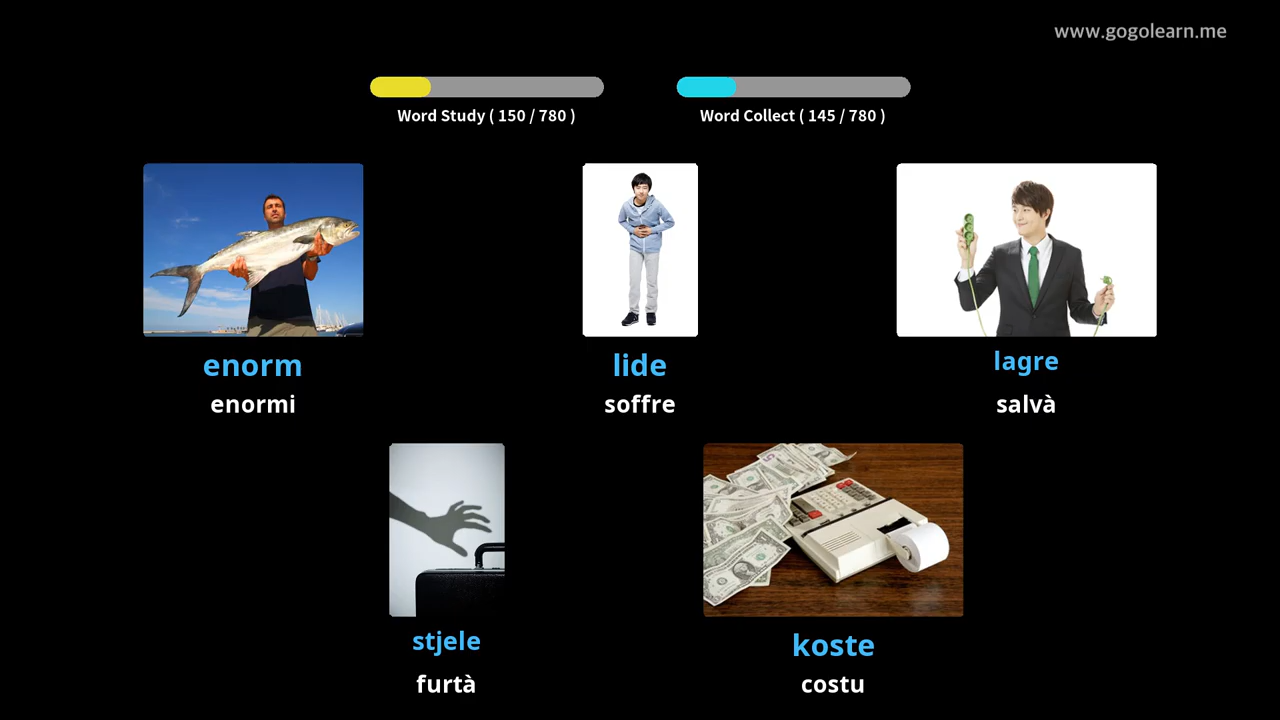 www.gogolearn.me
Word Study ( 150 / 780 )
Word Collect ( 145 / 780 )
enorm
enormi
lide
soffre
lagre
salvà
stjele
furtà
koste
costu